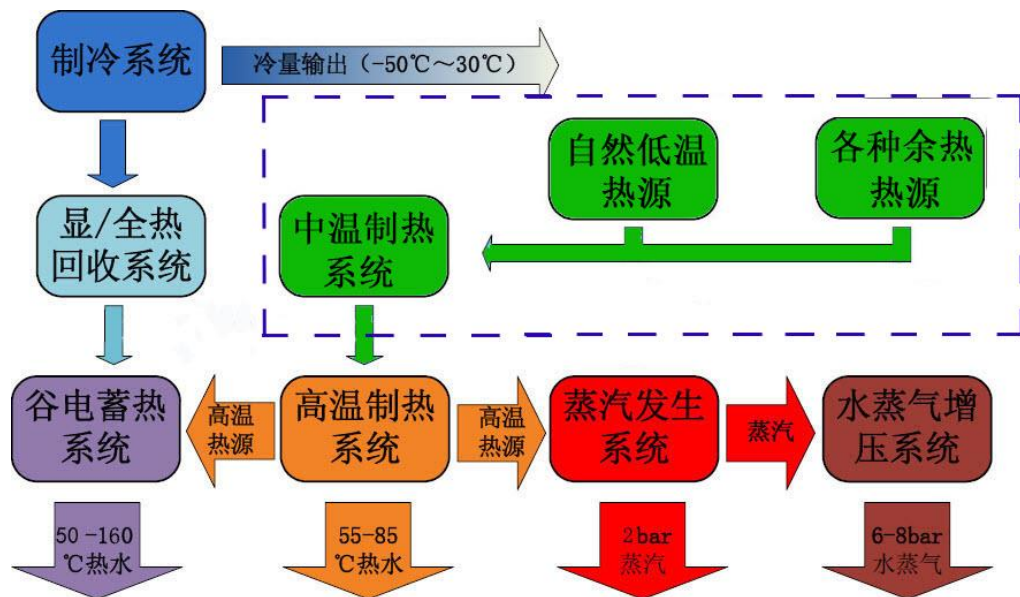 制冷系统
冷量输出（-50℃～30℃）
自然低温
热源
各种余热
热源
显/全热
回收系统
中温制热
系统
谷电蓄热
系统
高温
热源
高温制热
系统
高温
热源
蒸汽发生
系统
蒸汽
水蒸气增
压系统
50-160
℃热水
55-85
℃热水
2bar
蒸汽
6-8bar
水蒸气